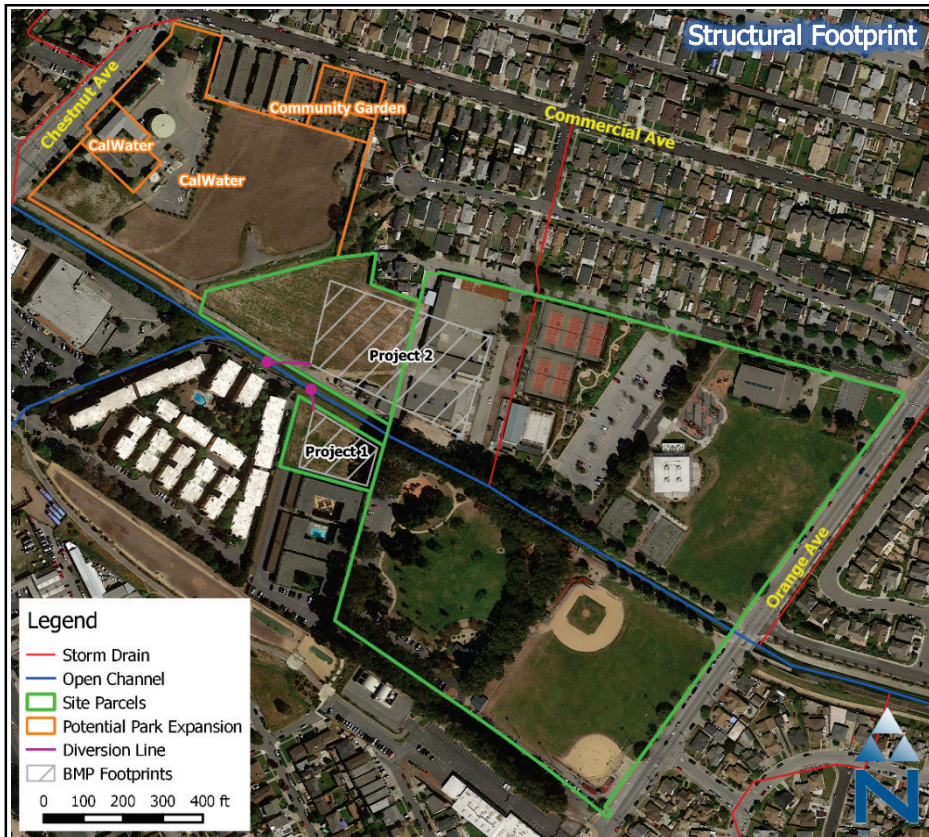 Structural Footprint
Chestnut Ave
Community Garden
Commercial Ave
CalWater
CalWater
Project 2
Project 1
Orange Ave
Legend
Storm Drain
Open Channel
Site Parcels
Potential Park Expansion
Diversion Line
BMP Footprints
0 100 200 300 400 ft
N